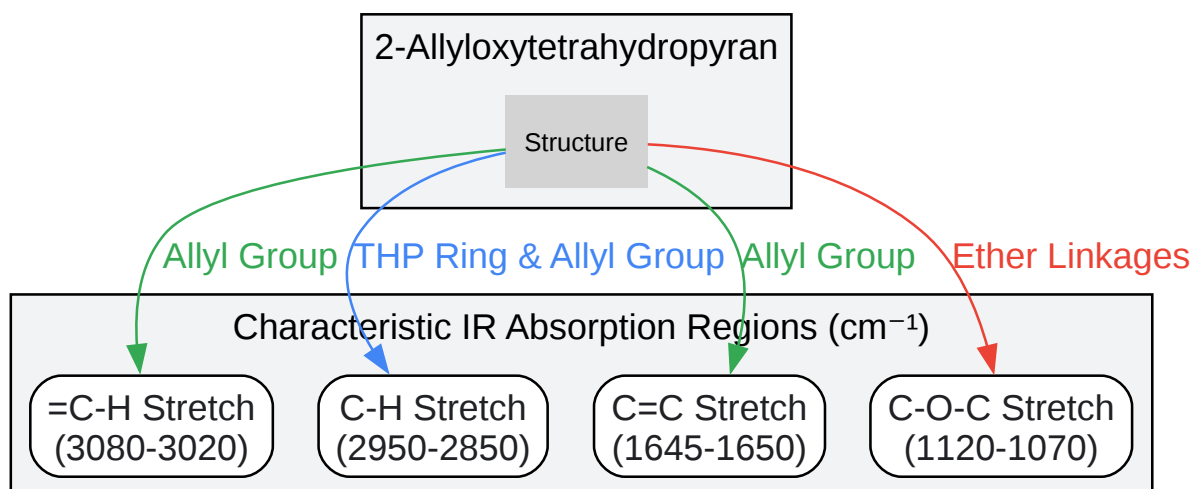 2-Allyloxytetrahydropyran
Structure
Allyl Group
THP Ring & Allyl Group
Allyl Group
Ether Linkages
Characteristic IR Absorption Regions (cm⁻¹)
=C-H Stretch
(3080-3020)
C-H Stretch
(2950-2850)
C=C Stretch
(1645-1650)
C-O-C Stretch
(1120-1070)